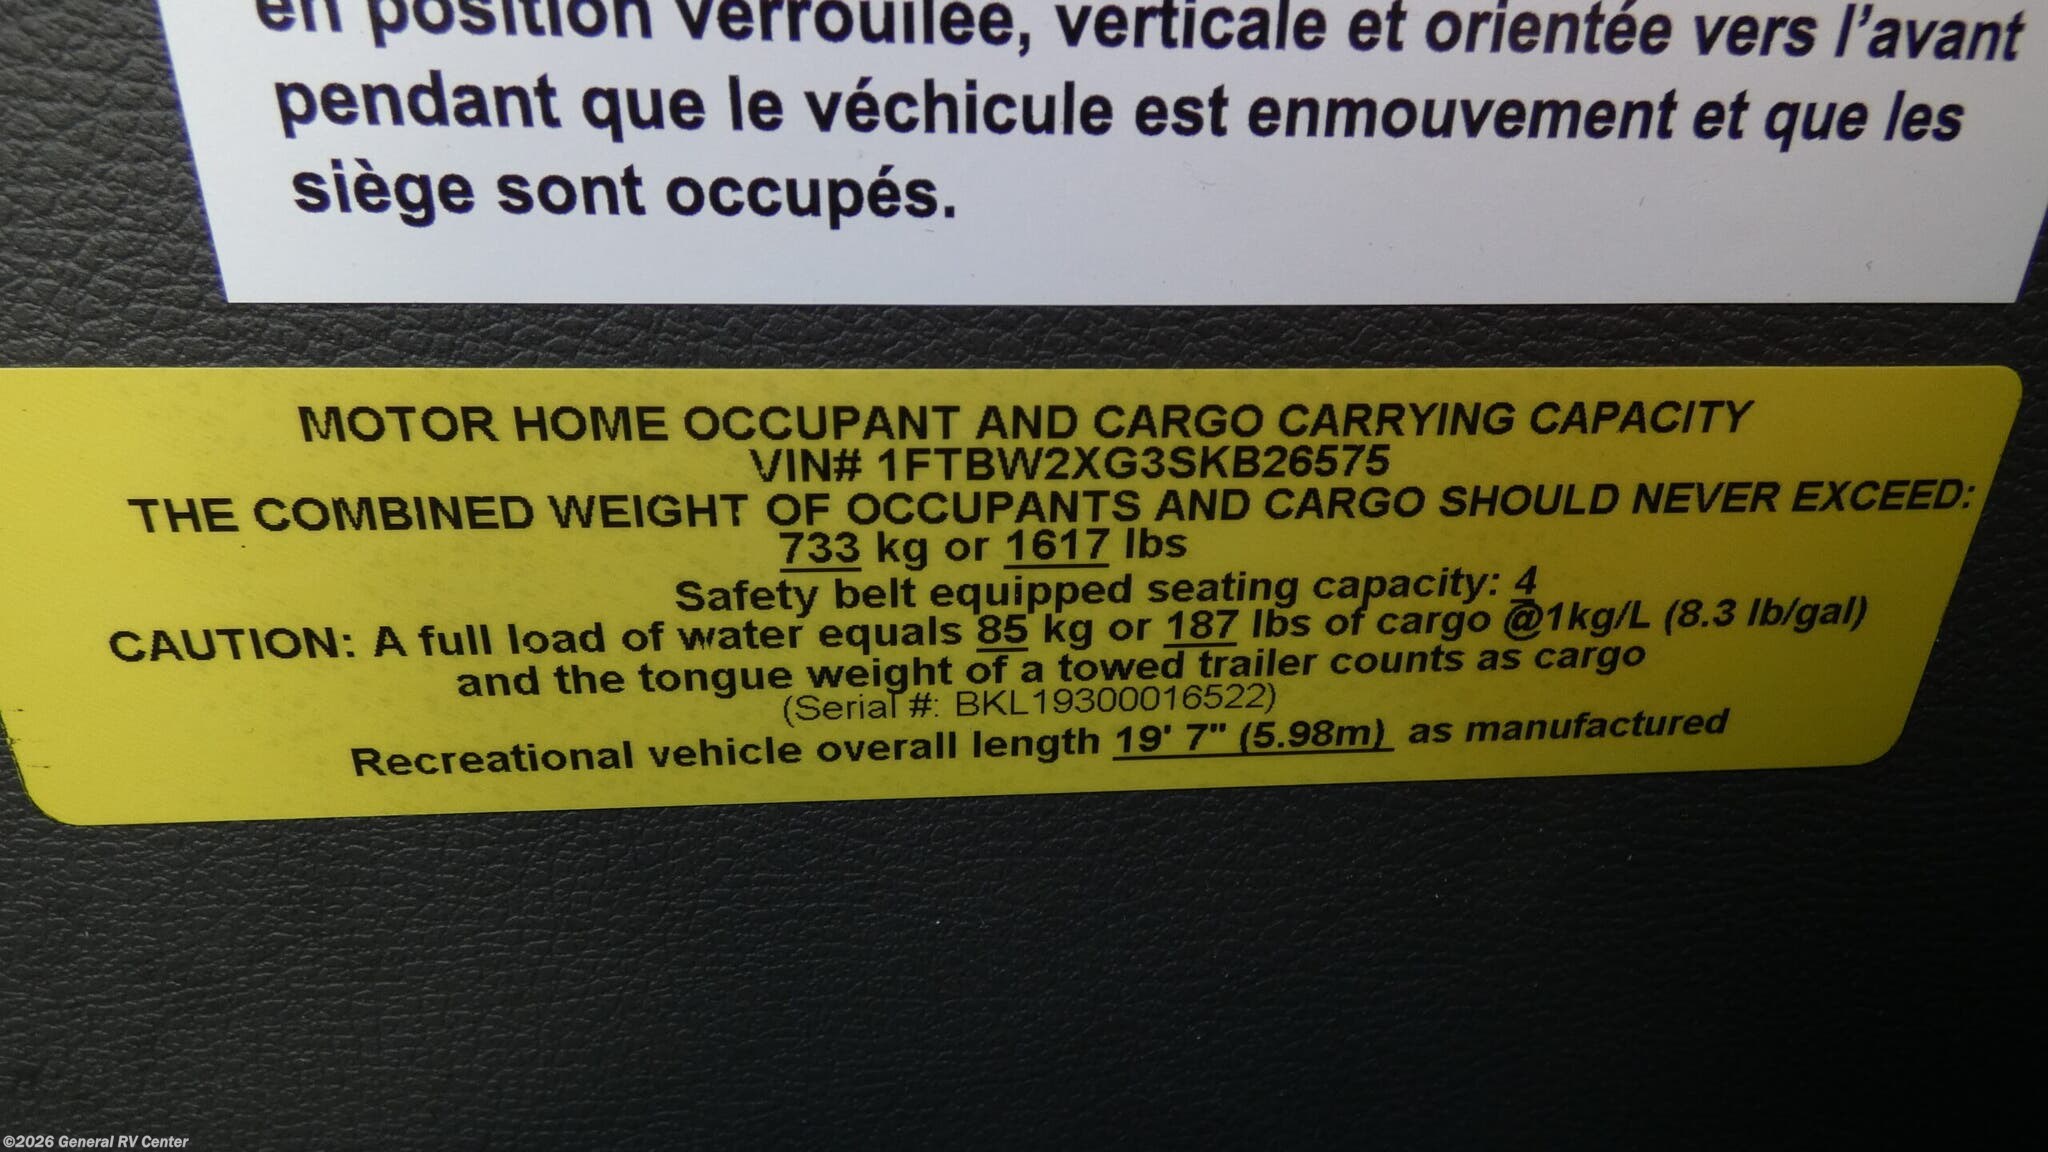 en position verrouilée, verticale et orientée vers l'avant
pendant que le véchicule est enmouvement et que les
siège sont occupés.
MOTOR HOME OCCUPANT AND CARGO CARRYING CAPACITY
VIN# 1FTBW2XG3SKB26575
THE COMBINED WEIGHT OF OCCUPANTS AND CARGO SHOULD NEVER EXCEED:
733 kg or 1617 lbs
Safety belt equipped seating capacity: 4
CAUTION: A full load of water equals 85 kg or 187 lbs of cargo @1kg/L (8.3 lb/gal)
and the tongue weight of a towed trailer counts as cargo
(Serial #: BKL19300016522)
Recreational vehicle overall length 19' 7" (5.98m) as manufactured
©2026 General RV Center